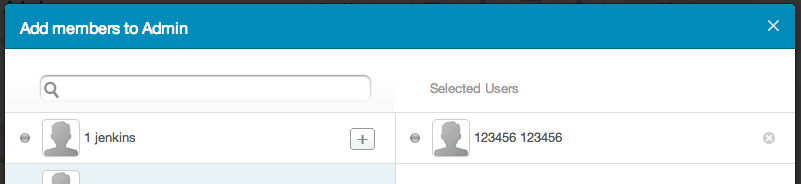 Add members to Admin
Selected Users
1 jenkins
123456 123456